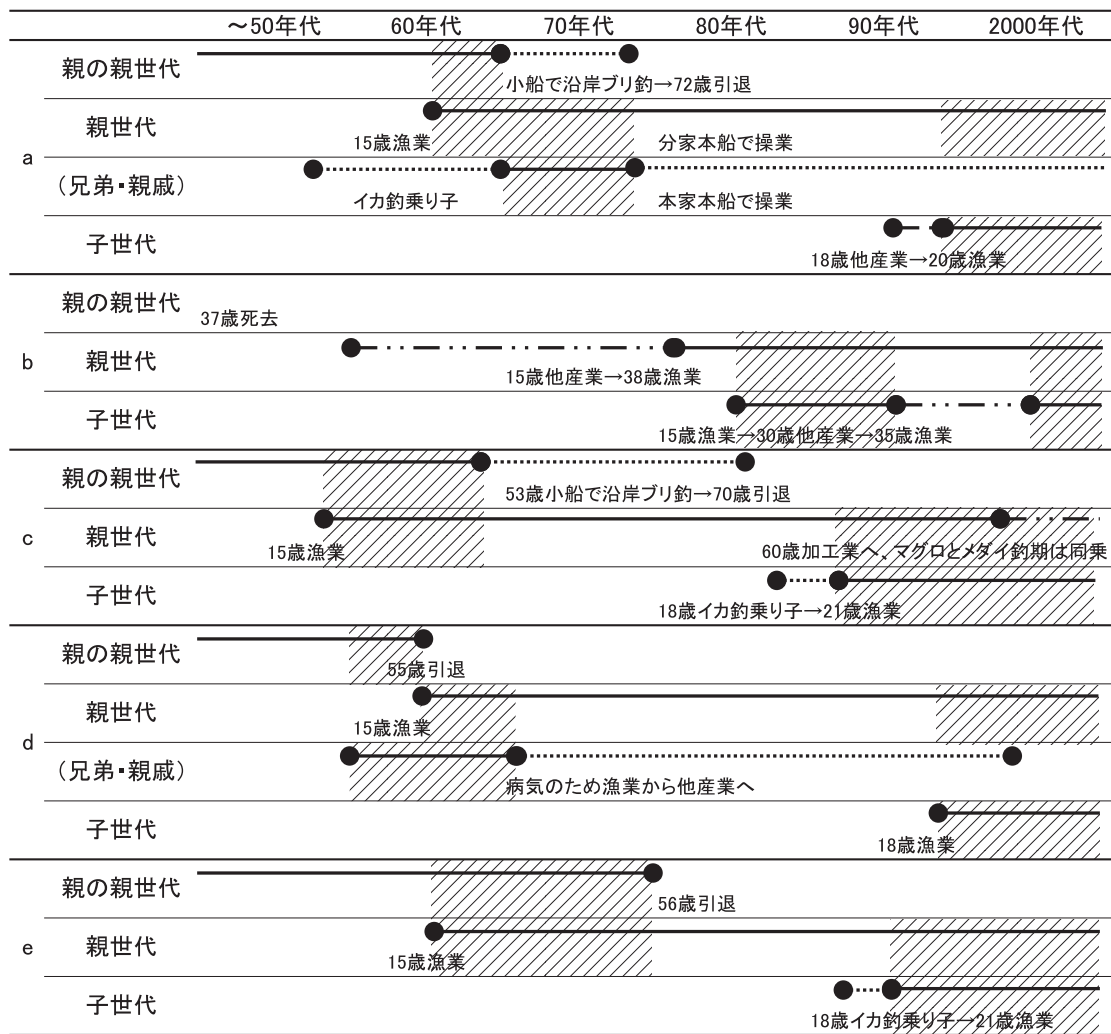 ～50年代 60年代 70年代 80年代 90年代 2000年代
親の親世代
小船で沿岸ブリ釣→72歳引退
親世代
15歳漁業 分家本船で操業
a
(兄弟・親戚)
イカ釣乗り子 本家本船で操業
子世代
18歳他産業→20歳漁業
親の親世代
37歳死去
b
親世代
15歳他産業→38歳漁業
子世代
15歳漁業→30歳他産業→35歳漁業
親の親世代
53歳小船で沿岸ブリ釣→70歳引退
c
親世代
15歳漁業 60歳加工業へ、マグロとメダイ釣期は同乗
子世代
18歳イカ釣乗り子→21歳漁業
親の親世代
55歳引退
親世代
15歳漁業
d
(兄弟・親戚)
病気のため漁業から他産業へ
子世代
18歳漁業
親の親世代
56歳引退
e
親世代
15歳漁業
子世代
18歳イカ釣乗り子→21歳漁業